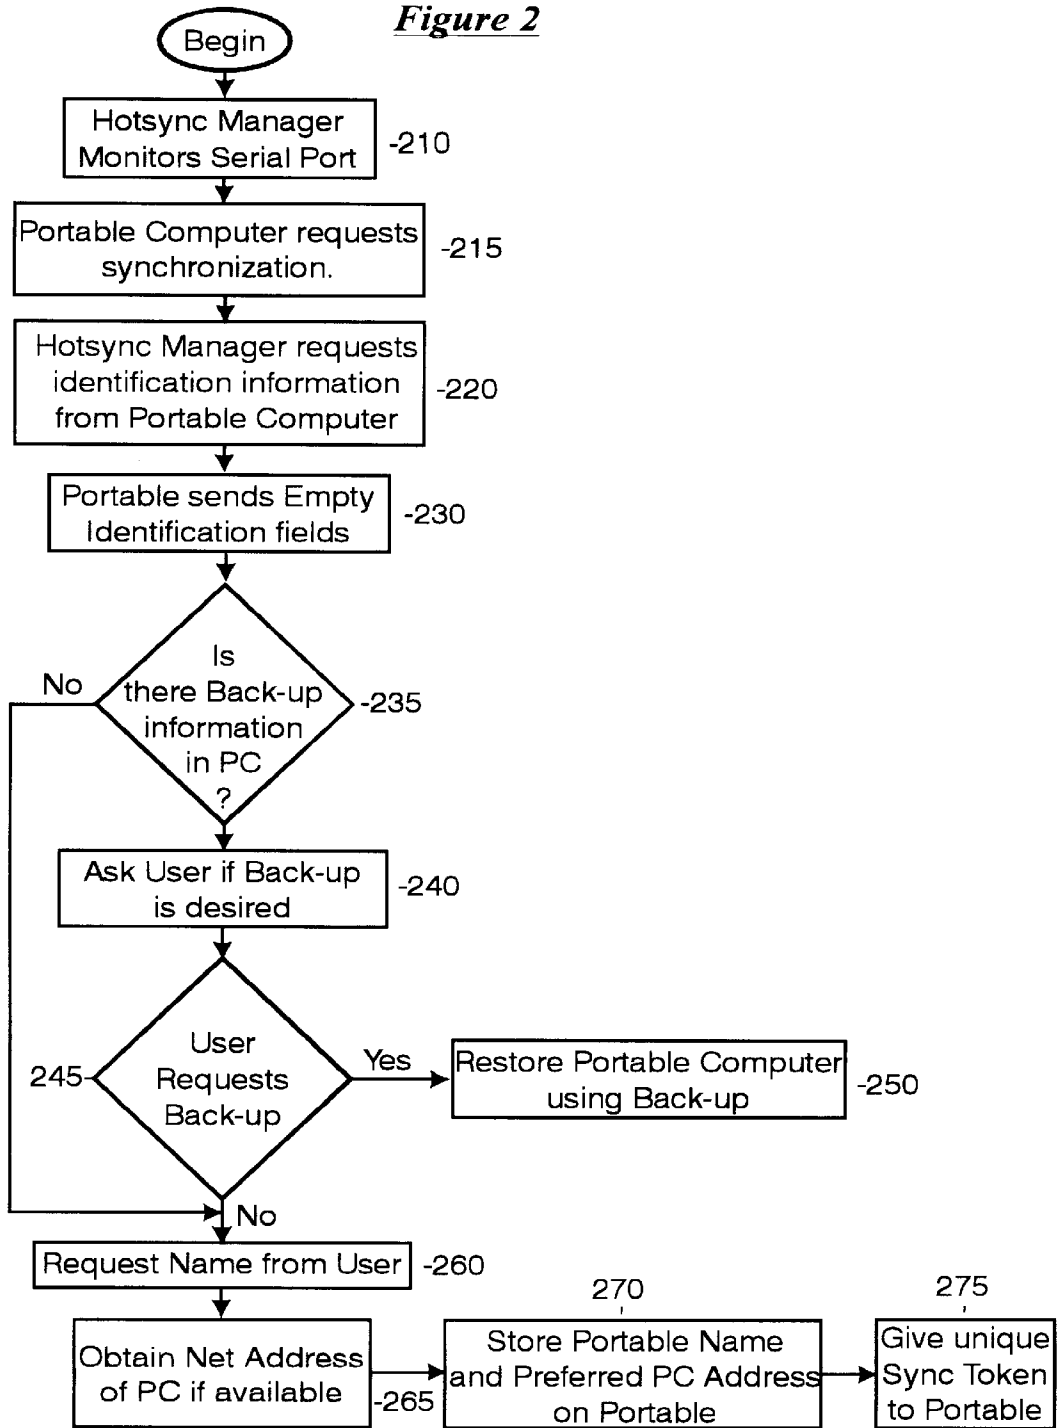 Figure 2
Begin
Hotsync Manager
Monitors Serial Port
-210
Portable Computer requests
synchronization.
-215
Hotsync Manager requests
identification information
from Portable Computer
-220
Portable sends Empty
Identification fields
-230
Is
there Back-up
information
in PC
?
-235
No
Ask User if Back-up
is desired
-240
User
Requests
Back-up
245-
Yes
Restore Portable Computer
using Back-up
-250
No
Request Name from User
-260
Obtain Net Address
of PC if available
-265
270
Store Portable Name
and Preferred PC Address
on Portable
275
Give unique
Sync Token
to Portable